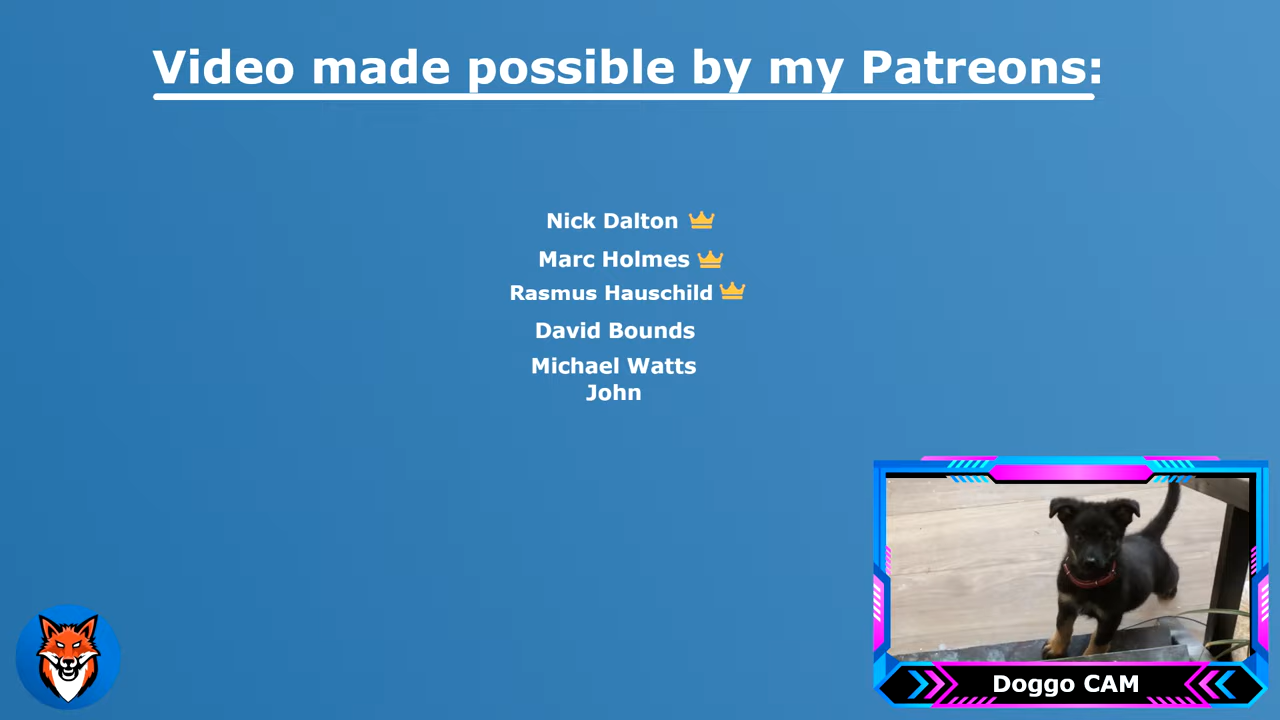 Video made possible by my Patreons:
Nick Dalton
Marc Holmes
Rasmus Hauschild
David Bounds
Michael Watts
John
Doggo CAM